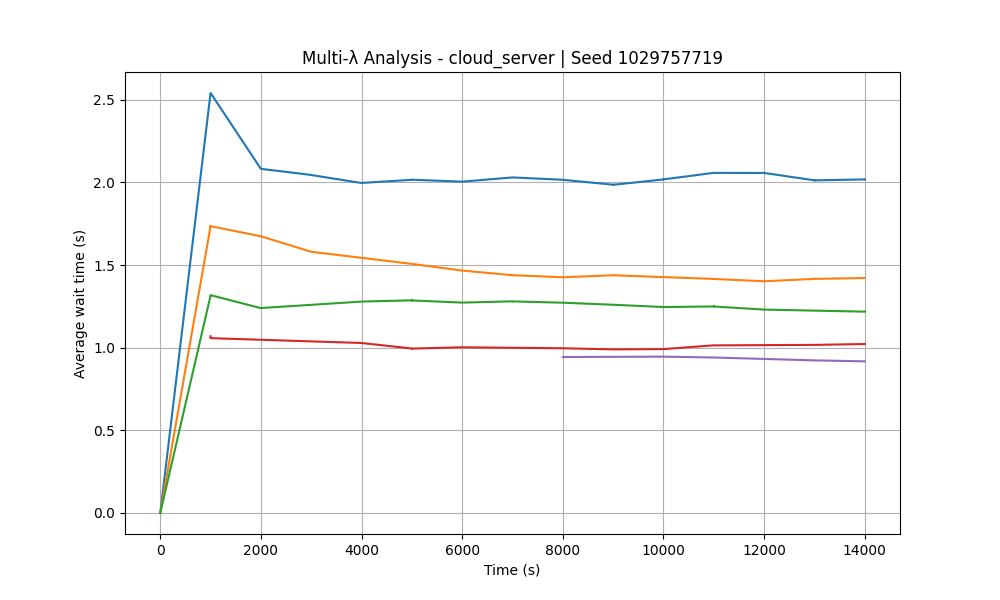 Multi-λ Analysis - cloud_server | Seed 1029757719
Average wait time (s)
2.5
2.0
1.5
1.0
0.5
0.0
0 2000 4000 6000 8000 10000 12000 14000
Time (s)